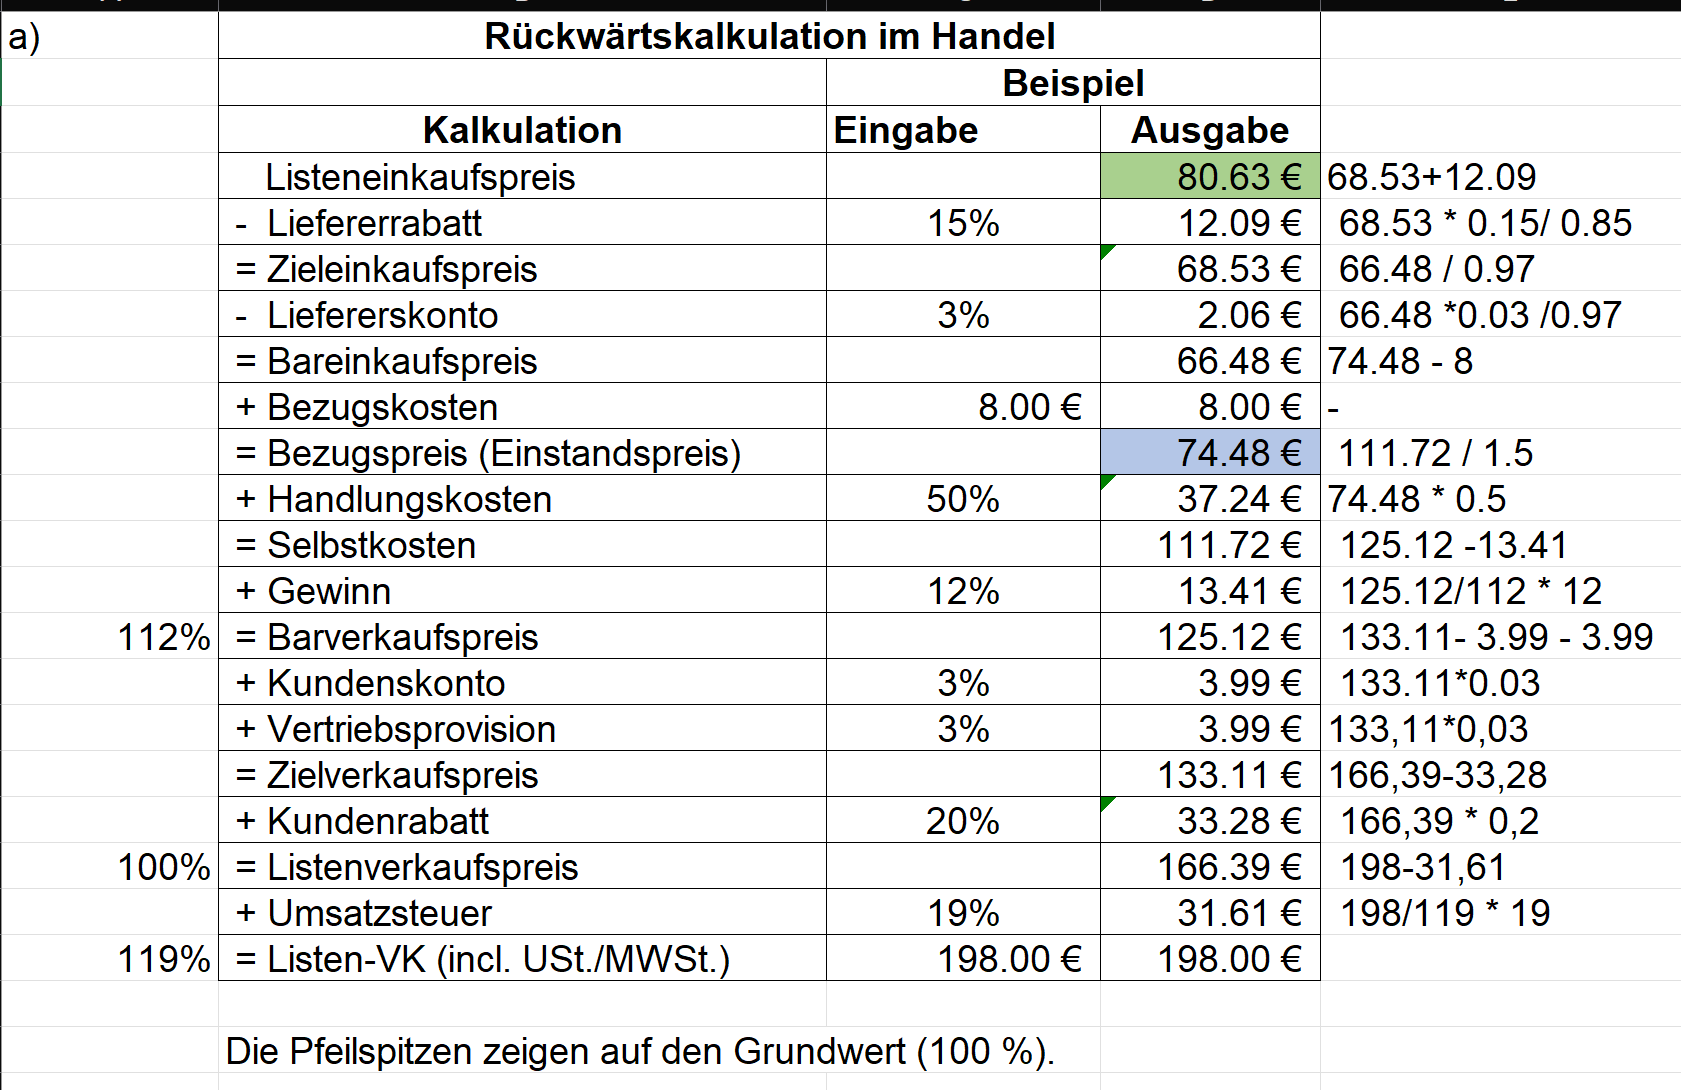 a) Rückwärtskalkulation im Handel
Beispiel
Kalkulation Eingabe Ausgabe
Listeneinkaufspreis 80.63 € 68.53+12.09
- Liefererrabatt 15% 12.09 € 68.53 * 0.15/ 0.85
= Zieleinkaufspreis 68.53 € 66.48 / 0.97
- Liefererskonto 3% 2.06 € 66.48 *0.03 /0.97
= Bareinkaufspreis 66.48 € 74.48 - 8
+ Bezugskosten 8.00 € 8.00 € -
= Bezugspreis (Einstandspreis) 74.48 € 111.72 / 1.5
+ Handlungskosten 50% 37.24 € 74.48 * 0.5
= Selbstkosten 111.72 € 125.12 -13.41
+ Gewinn 12% 13.41 € 125.12/112 * 12
112% = Barverkaufspreis 125.12 € 133.11- 3.99 - 3.99
+ Kundenskonto 3% 3.99 € 133.11*0.03
+ Vertriebsprovision 3% 3.99 € 133,11*0,03
= Zielverkaufspreis 133.11 € 166,39-33,28
+ Kundenrabatt 20% 33.28 € 166,39 * 0,2
100% = Listenverkaufspreis 166.39 € 198-31,61
+ Umsatzsteuer 19% 31.61 € 198/119 * 19
119% = Listen-VK (incl. USt./MWSt.) 198.00 € 198.00 €
Die Pfeilspitzen zeigen auf den Grundwert (100 %).